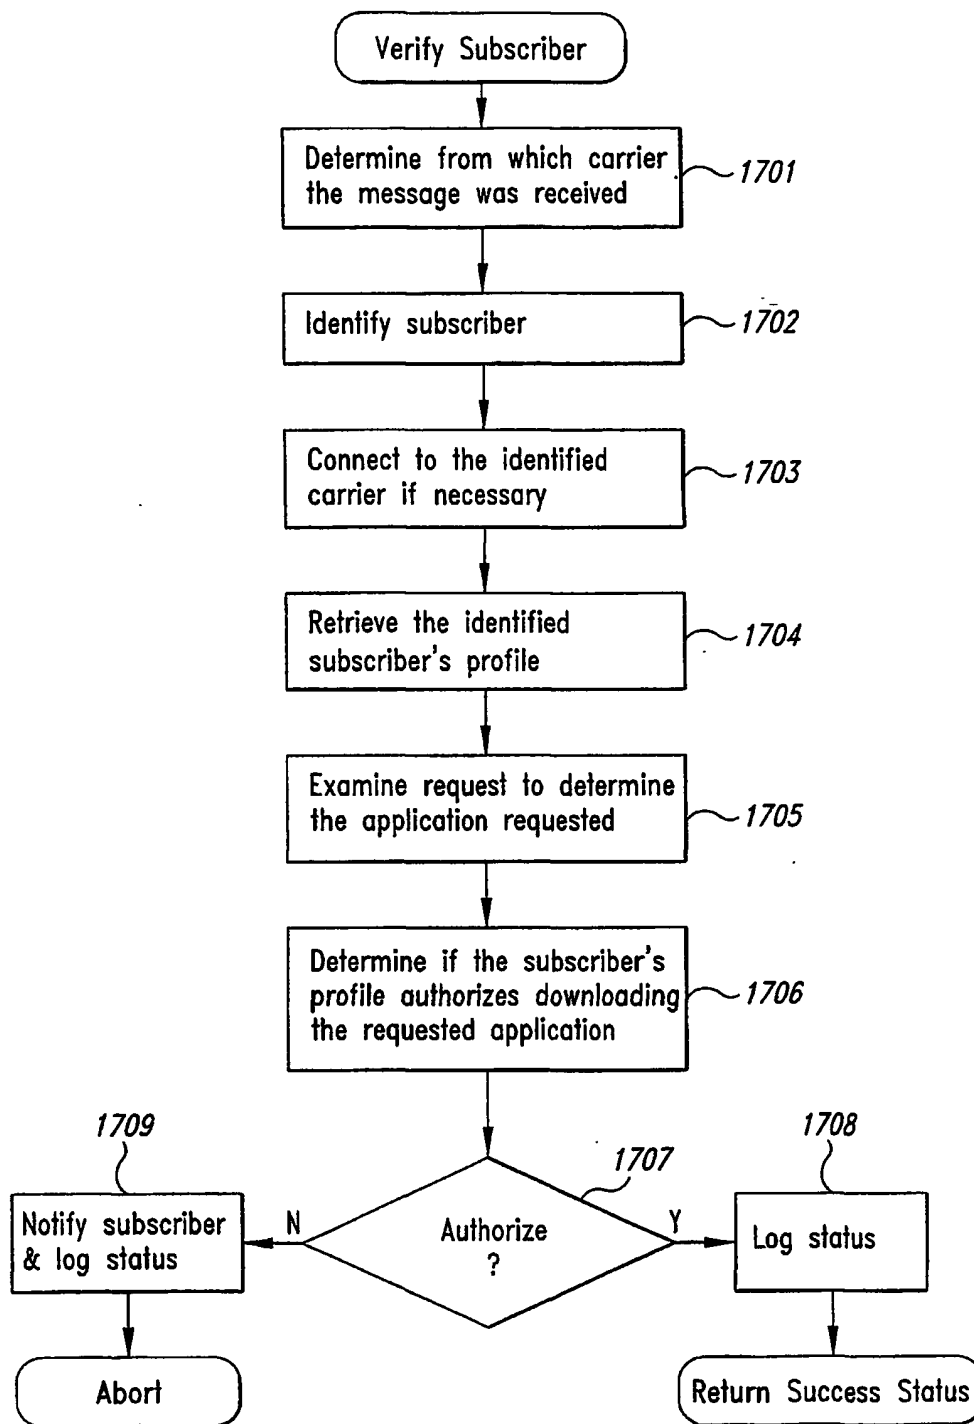 Verify Subscriber
Determine from which carrier
the message was received
1701
Identify subscriber
1702
Connect to the identified
carrier if necessary
1703
Retrieve the identified
subscriber's profile
1704
Examine request to determine
the application requested
1705
Determine if the subscriber's
profile authorizes downloading
the requested application
1706
1709
1707
1708
Notify subscriber
& log status
N
Authorize
?
Y
Log status
Abort
Return Success Status